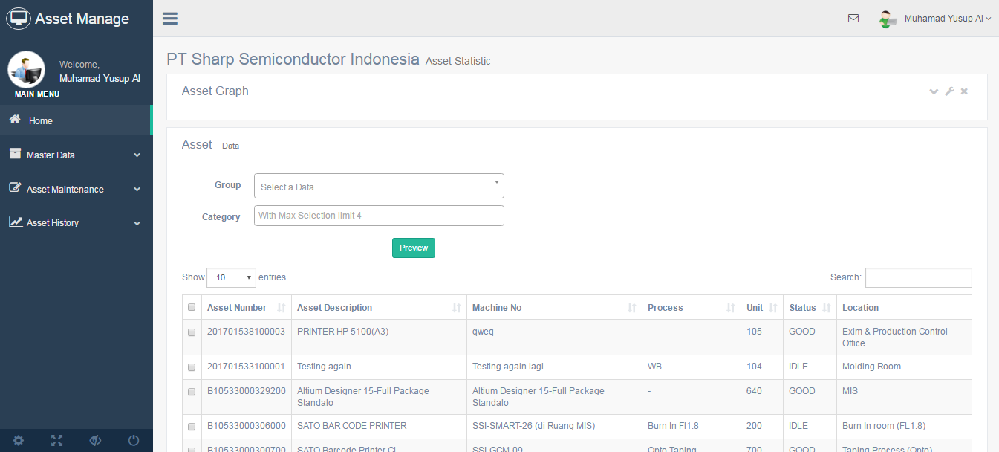 Asset Manage
Muhamad Yusup Al
Welcome,
Muhamad Yusup Al
MAIN MENU
Home
Master Data
Asset Maintenance
Asset History
PT Sharp Semiconductor Indonesia Asset Statistic
Asset Graph
Asset Data
Group Select a Data
Category With Max Selection limit 4
Preview
Show 10 entries Search:
Asset Number Asset Description Machine No Process Unit Status Location
201701538100003 PRINTER HP 5100(A3) qweq - 105 GOOD Exim & Production Control
Office
201701533100001 Testing again Testing again lagi WB 104 IDLE Molding Room
B10533000329200 Altium Designer 15-Full Package Altium Designer 15-Full Package - 640 GOOD MIS
Standalo Standalo
B10533000306000 SATO BAR CODE PRINTER SSI-SMART-26 (di Ruang MIS) Burn In Fl1.8 200 IDLE Burn In room (FL1.8)
B10533000300700 SATO Barcode Printer CL- SSI-GCM-09 Opto Taping 700 GOOD Taping Process (Opto)